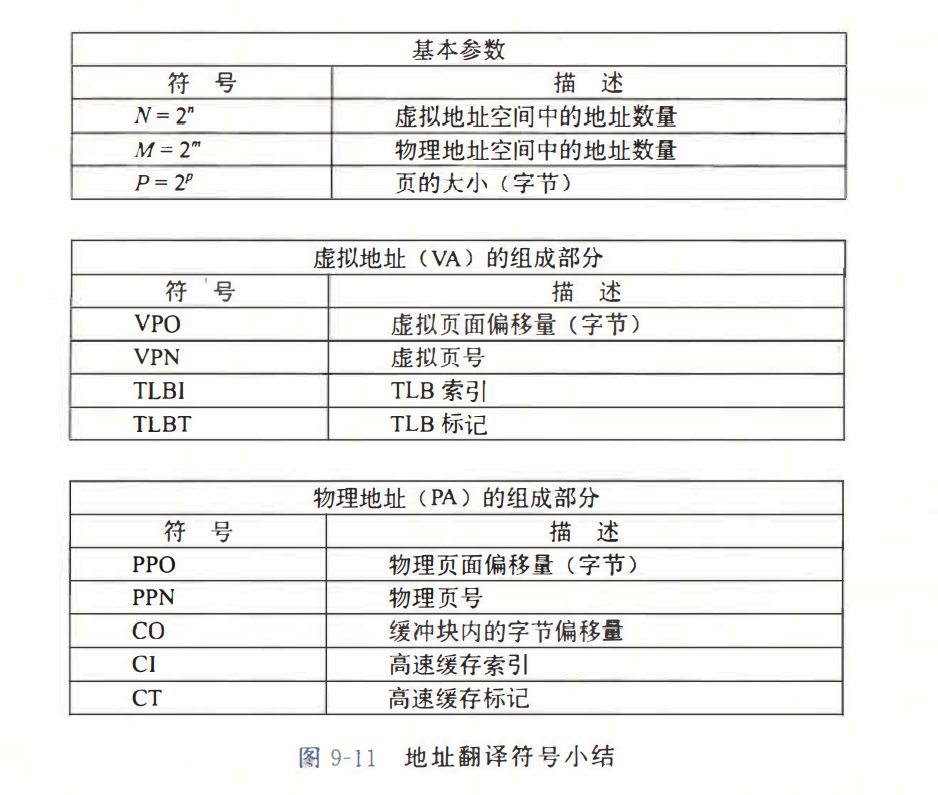 基本参数
符 号 描 述
N = 2ⁿ 虚拟地址空间中的地址数量
M = 2ᵐ 物理地址空间中的地址数量
P = 2ᵖ 页的大小（字节）
虚拟地址（VA）的组成部分
符 号 描 述
VPO 虚拟页面偏移量（字节）
VPN 虚拟页号
TLBI TLB 索引
TLBT TLB 标记
物理地址（PA）的组成部分
符 号 描 述
PPO 物理页面偏移量（字节）
PPN 物理页号
CO 缓冲块内的字节偏移量
CI 高速缓存索引
CT 高速缓存标记
图 9-11 地址翻译符号小结